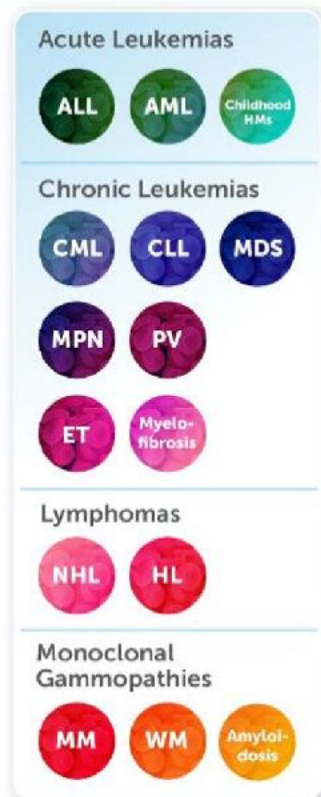 Acute Leukemias
ALL AML Childhood
HMs
Chronic Leukemias
CML CLL MDS
MPN PV
ET Myelo-
fibrosis
Lymphomas
NHL HL
Monoclonal
Gammopathies
MM WM Amyloi-
dosis